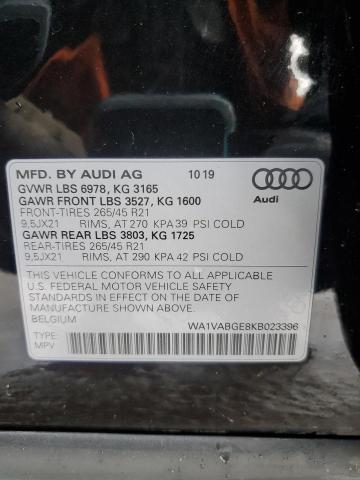 MFD. BY AUDI AG 10 19
GVWR LBS 6978, KG 3165
GAWR FRONT LBS 3527, KG 1600
FRONT-TIRES 265/45 R21
9,5JX21 RIMS, AT 270 KPA 39 PSI COLD
GAWR REAR LBS 3803, KG 1725
REAR-TIRES 265/45 R21
9,5JX21 RIMS, AT 290 KPA 42 PSI COLD
Audi
THIS VEHICLE CONFORMS TO ALL APPLICABLE
U.S. FEDERAL MOTOR VEHICLE SAFETY
STANDARDS IN EFFECT ON THE DATE OF
MANUFACTURE SHOWN ABOVE.
BELGIUM WA1VABGE8KB023396
TYPE:
MPV